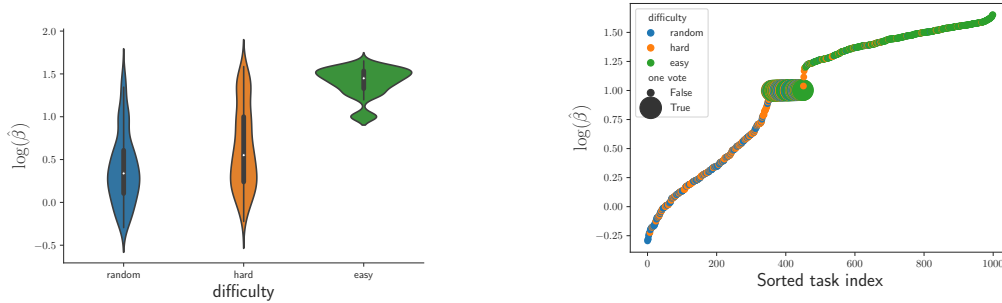 2.0
1.5
1.0
0.5
0.0
−0.5
log(β̂)
random
hard
easy
difficulty
1.50
1.25
1.00
0.75
0.50
0.25
0.00
−0.25
log(β̂)
difficulty
random
hard
easy
one vote
False
True
0
200
400
600
800
1000
Sorted task index